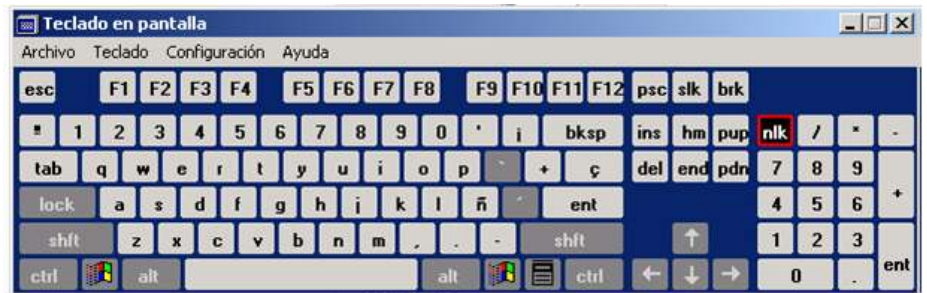 Teclado en pantalla
Archivo Teclado Configuración Ayuda
esc F1 F2 F3 F4 F5 F6 F7 F8 F9 F10 F11 F12 psc slk brk
º 1 2 3 4 5 6 7 8 9 0 ' ¡ bksp ins hm pup nlk / * -
tab q w e r t y u i o p ` + ç del end pdn 7 8 9 +
lock a s d f g h j k l ñ ´ ent 4 5 6
shft z x c v b n m , . - shft ↑ 1 2 3 ent
ctrl alt alt ctrl ← ↓ → 0 .